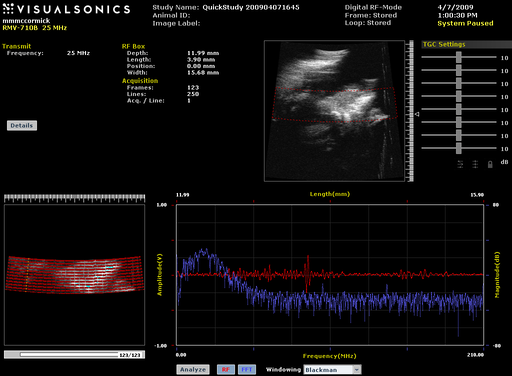 VISUALSONICS
mmmccormick
RMV-710B 25 MHz
Study Name: QuickStudy 200904071645
Animal ID:
Image Label:
Digital RF-Mode
Frame: Stored
Loop: Stored
4/7/2009
1:00:30 PM
System Paused
Transmit
Frequency: 25 MHz
RF Box
Depth: 11.99 mm
Length: 3.90 mm
Position: 0.00 mm
Width: 15.68 mm
Acquisition
Frames: 123
Lines: 250
Acq. / Line: 1
Details
TGC Settings
10
10
10
10
10
10
10
10
dB
11.99
Length(mm)
15.90
1.00
Amplitude(V)
-1.00
80
Magnitude(dB)
-80
0.00
Frequency(MHz)
210.00
123/123
Analyze
RF
FFT
Windowing
Blackman